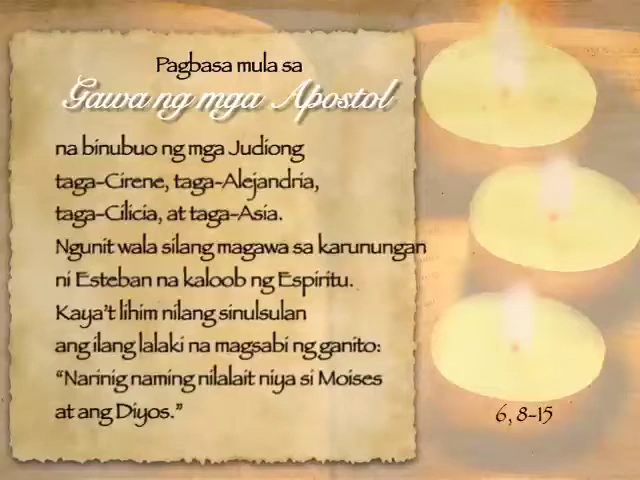 Pagbasa mula sa
Gawa ng mga Apostol
na binubuo ng mga Judiong
taga-Cirene, taga-Alejandria,
taga-Cilicia, at taga-Asia.
Ngunit wala silang magawa sa karunungan
ni Esteban na kaloob ng Espiritu.
Kaya't lihim nilang sinulsulan
ang ilang lalaki na magsabi ng ganito:
“Narinig naming nilalait niya si Moises
at ang Diyos.”
6, 8-15